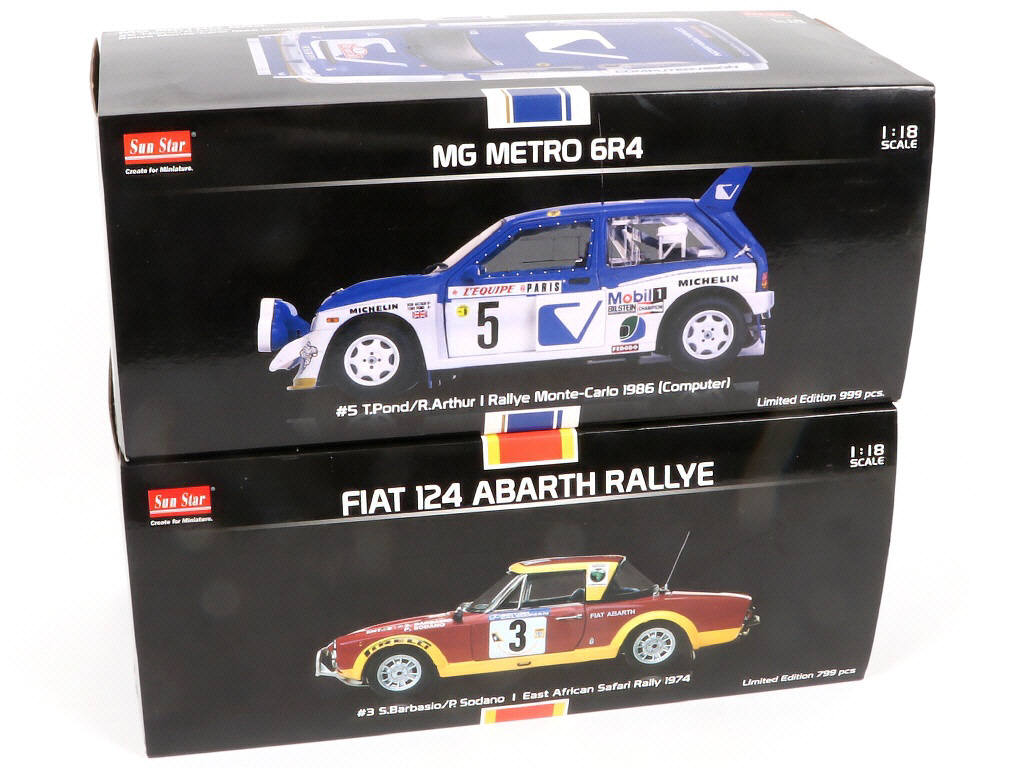 Sun Star
Create for Miniature.
MG METRO 6R4
1:18
SCALE
MICHELIN
L'EQUIPE PARIS
5
Mobil 1
BILSTEIN CHAMPION
FERODO
MICHELIN
#5 T.Pond/R.Arthur | Rallye Monte-Carlo 1986 (Computer)
Limited Edition 999 pcs.
Sun Star
Create for Miniature.
FIAT 124 ABARTH RALLYE
1:18
SCALE
P. SODANO
PIRELLI
3
FIAT ABARTH
#3 S.Barbasio/P. Sodano | East African Safari Rally 1974
Limited Edition 799 pcs